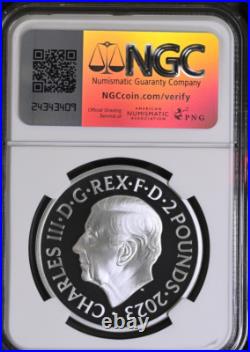 NGC
Numismatic Guaranty Company
NGCcoin.com/verify
24343409
Official Grading Service of
AMERICAN NUMISMATIC ASSOCIATION
PNG
CHARLES III·D·G·REX·F·D·2 POUNDS·2023